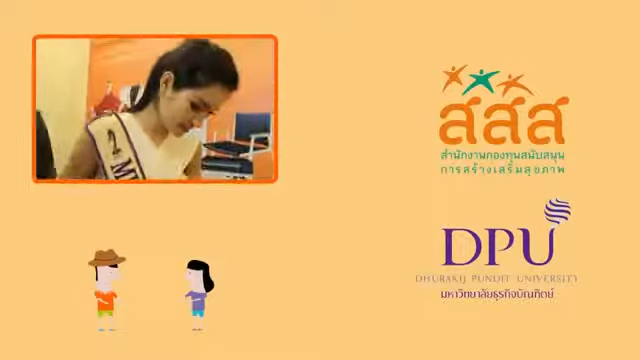 สสส
สำนักงานกองทุนสนับสนุน
การสร้างเสริมสุขภาพ
DPU
DHURAKIJ PUNDIT UNIVERSITY
มหาวิทยาลัยธุรกิจบัณฑิตย์
M